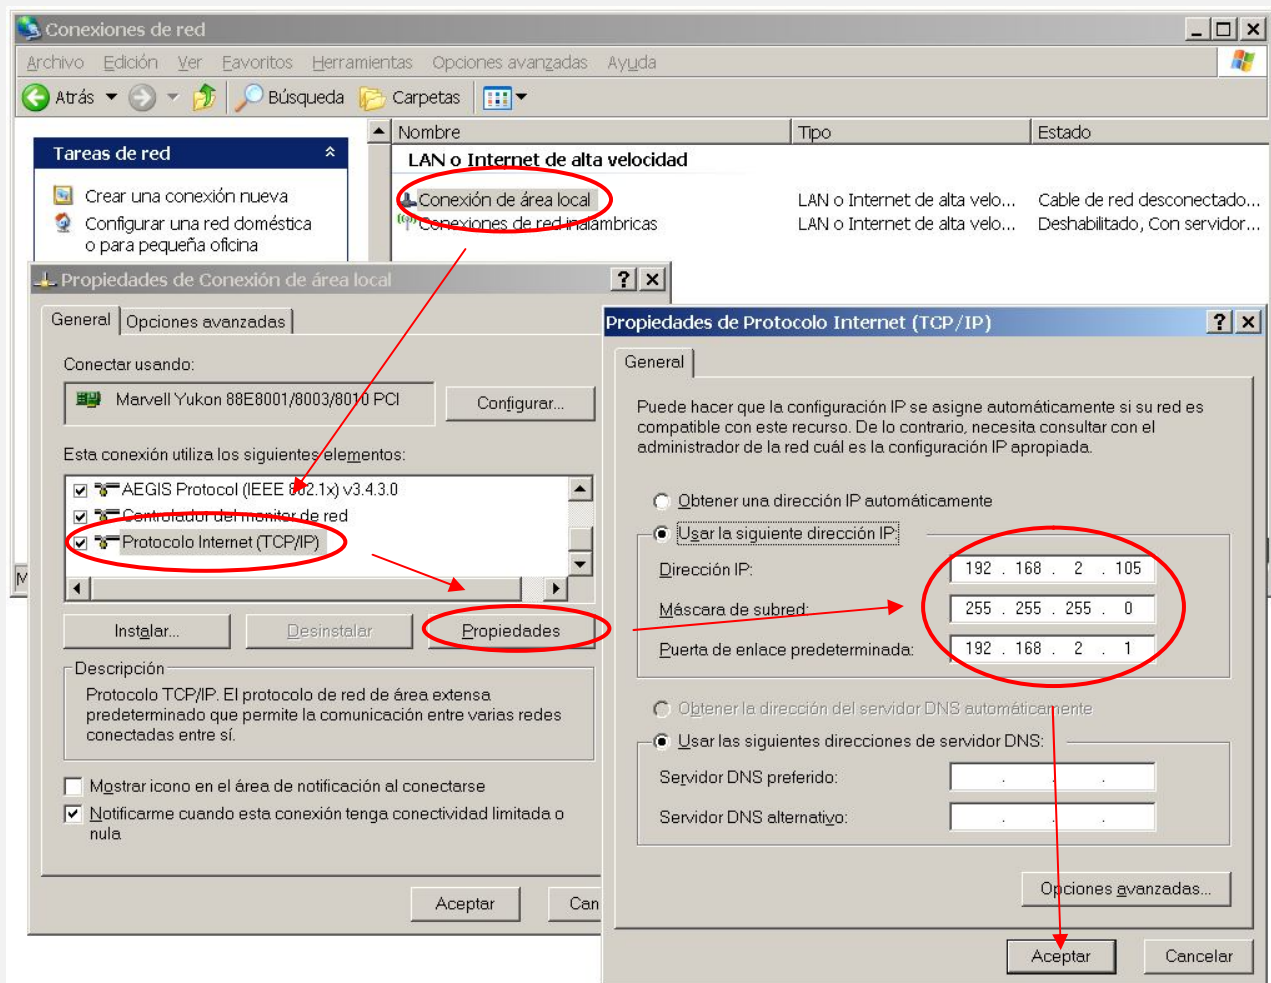 Conexiones de red
Archivo Edición Ver Favoritos Herramientas Opciones avanzadas Ayuda
Atrás Búsqueda Carpetas
Nombre Tipo Estado
Tareas de red
LAN o Internet de alta velocidad
Crear una conexión nueva
Configurar una red doméstica
o para pequeña oficina
Conexión de área local LAN o Internet de alta velo... Cable de red desconectado...
Conexiones de red inalámbricas LAN o Internet de alta velo... Deshabilitado, Con servidor...
Propiedades de Conexión de área local
General Opciones avanzadas
Conectar usando:
Marvell Yukon 88E8001/8003/8010 PCI
Configurar...
Esta conexión utiliza los siguientes elementos:
AEGIS Protocol (IEEE 802.1x) v3.4.3.0
Controlador del monitor de red
Protocolo Internet (TCP/IP)
Instalar... Desinstalar Propiedades
Descripción
Protocolo TCP/IP. El protocolo de red de área extensa
predeterminado que permite la comunicación entre varias redes
conectadas entre sí.
Mostrar icono en el área de notificación al conectarse
Notificarme cuando esta conexión tenga conectividad limitada o
nula
Aceptar Can
Propiedades de Protocolo Internet (TCP/IP)
General
Puede hacer que la configuración IP se asigne automáticamente si su red es
compatible con este recurso. De lo contrario, necesita consultar con el
administrador de la red cuál es la configuración IP apropiada.
Obtener una dirección IP automáticamente
Usar la siguiente dirección IP:
Dirección IP: 192 . 168 . 2 . 105
Máscara de subred: 255 . 255 . 255 . 0
Puerta de enlace predeterminada: 192 . 168 . 2 . 1
Obtener la dirección del servidor DNS automáticamente
Usar las siguientes direcciones de servidor DNS:
Servidor DNS preferido: . . .
Servidor DNS alternativo: . . .
Opciones avanzadas...
Aceptar Cancelar